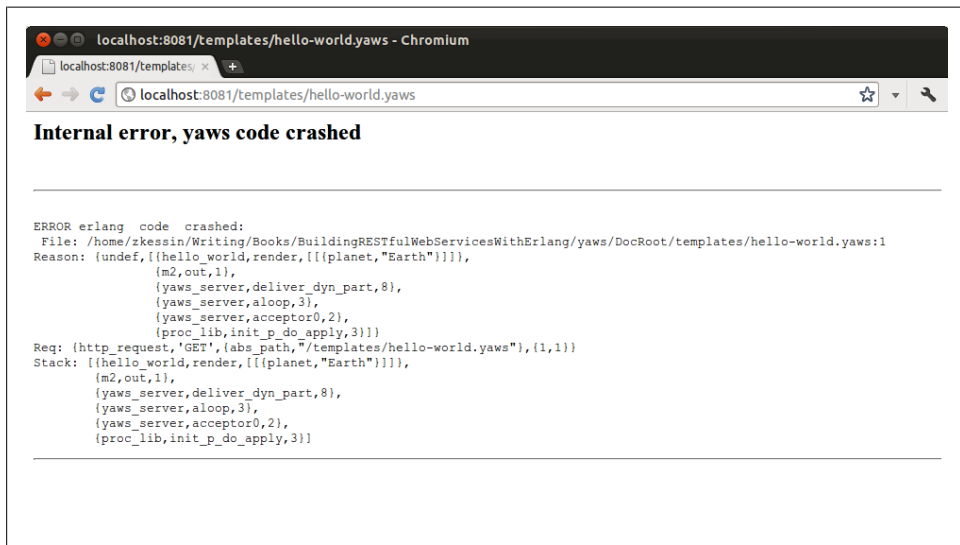 localhost:8081/templates/hello-world.yaws - Chromium
localhost:8081/templates/
localhost:8081/templates/hello-world.yaws
Internal error, yaws code crashed
ERROR erlang  code  crashed:
 File: /home/zkessin/Writing/Books/BuildingRESTfulWebServicesWithErlang/yaws/DocRoot/templates/hello-world.yaws:1
Reason: {undef,[{hello_world,render,[[{planet,"Earth"}]]},
                {m2,out,1},
                {yaws_server,deliver_dyn_part,8},
                {yaws_server,aloop,3},
                {yaws_server,acceptor0,2},
                {proc_lib,init_p_do_apply,3}]}
Req: {http_request,'GET',{abs_path,"/templates/hello-world.yaws"},{1,1}}
Stack: [{hello_world,render,[[{planet,"Earth"}]]},
        {m2,out,1},
        {yaws_server,deliver_dyn_part,8},
        {yaws_server,aloop,3},
        {yaws_server,acceptor0,2},
        {proc_lib,init_p_do_apply,3}]